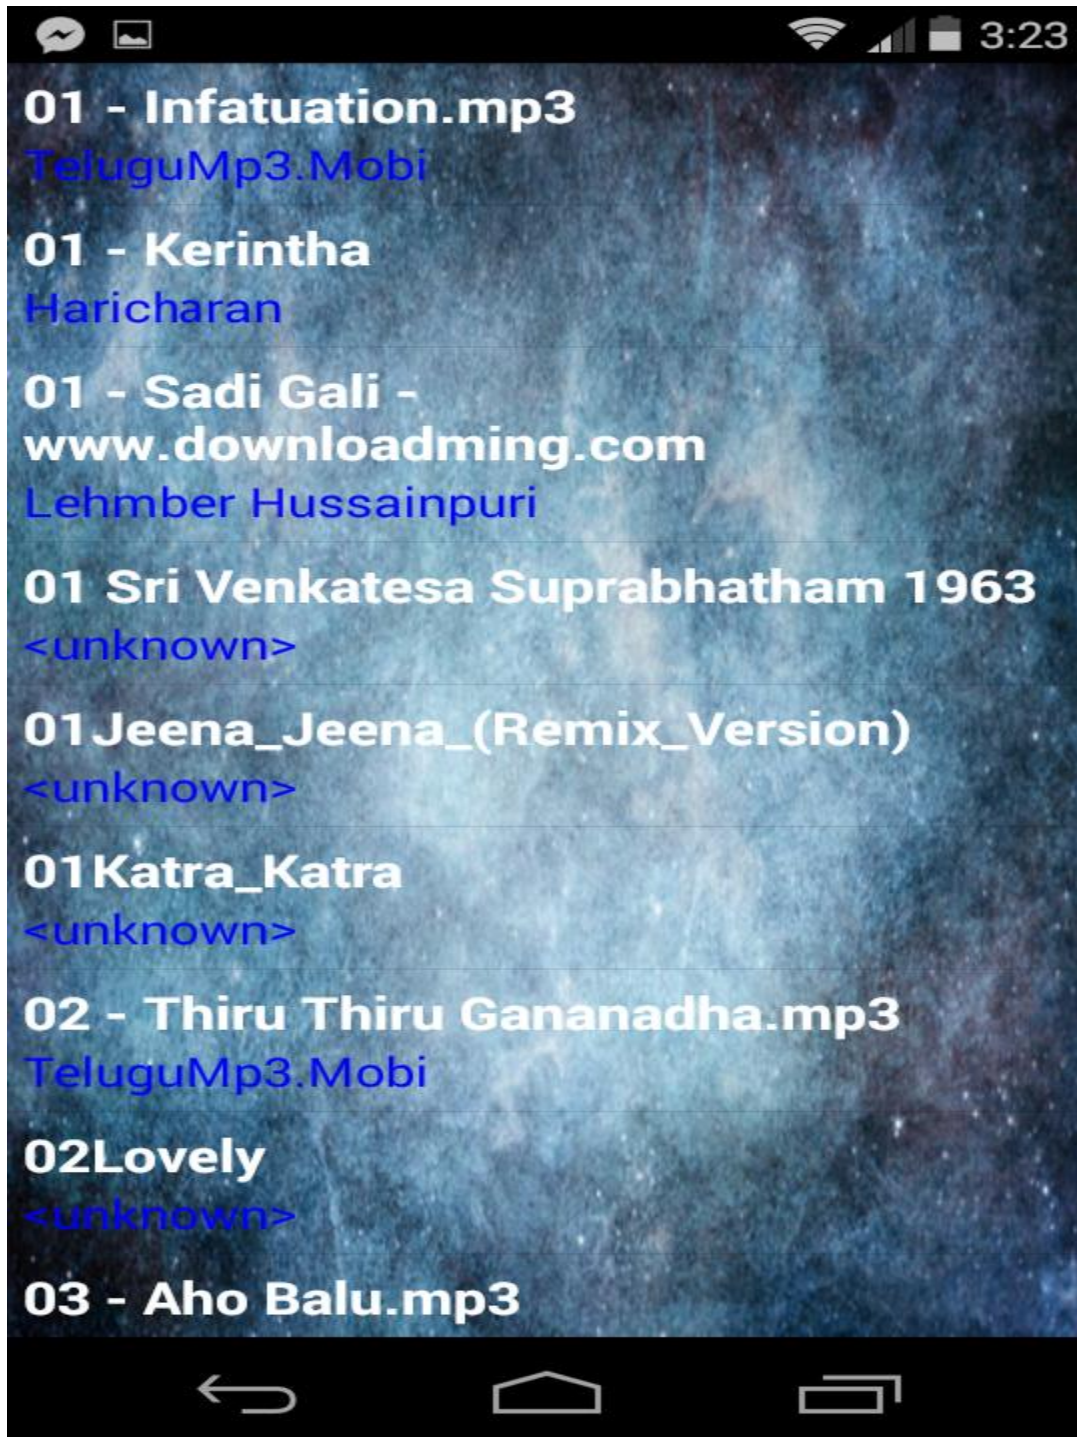 3:23
01 - Infatuation.mp3
TeluguMp3.Mobi
01 - Kerintha
Haricharan
01 - Sadi Gali -
www.downloadming.com
Lehmber Hussainpuri
01 Sri Venkatesa Suprabhatham 1963
<unknown>
01Jeena_Jeena_(Remix_Version)
<unknown>
01Katra_Katra
<unknown>
02 - Thiru Thiru Gananadha.mp3
TeluguMp3.Mobi
02Lovely
<unknown>
03 - Aho Balu.mp3